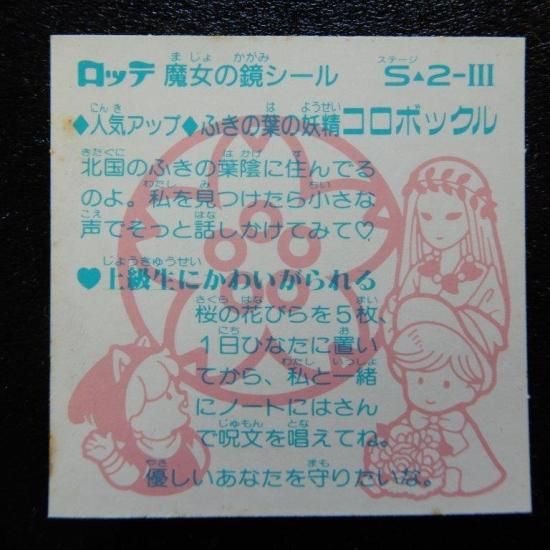 ロッテ 魔女の鏡シール S▲2-III
◆人気アップ◆ふきの葉の妖精コロボックル
北国のふきの葉陰に住んでる
のよ。私を見つけたら小さな
声でそっと話しかけてみて♡
♥上級生にかわいがられる
桜の花びらを5枚、
1日ひなたに置い
てから、私と一緒
にノートにはさん
で呪文を唱えてね。
優しいあなたを守りたいな。